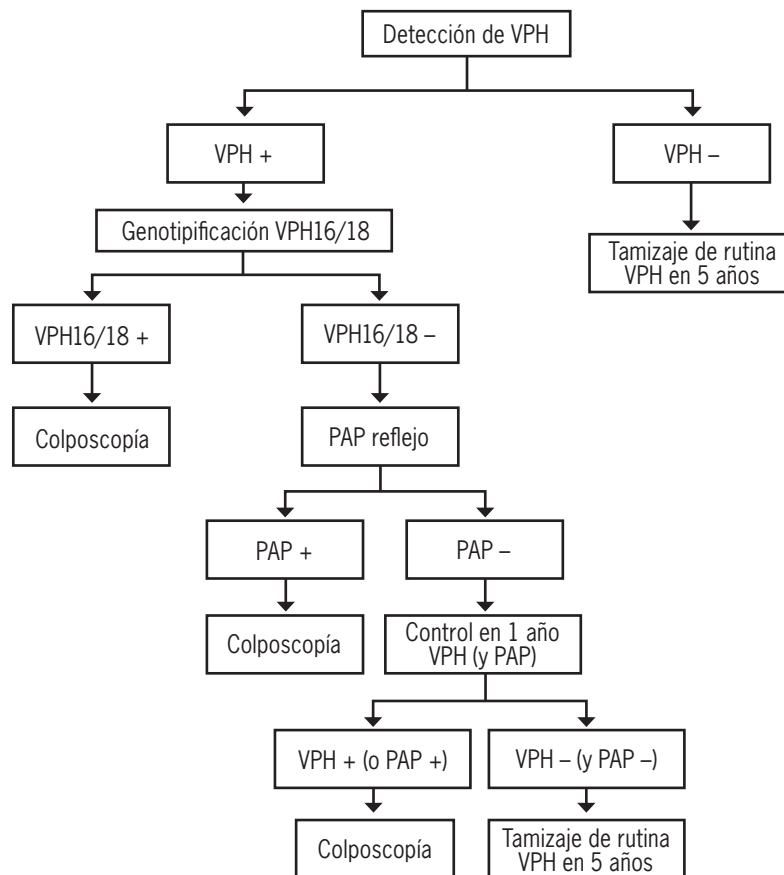 Detección de VPH
VPH +
VPH –
Genotipificación VPH16/18
Tamizaje de rutina
VPH en 5 años
VPH16/18 +
VPH16/18 –
Colposcopía
PAP reflejo
PAP +
PAP –
Colposcopía
Control en 1 año
VPH (y PAP)
VPH + (o PAP +)
VPH – (y PAP –)
Colposcopía
Tamizaje de rutina
VPH en 5 años